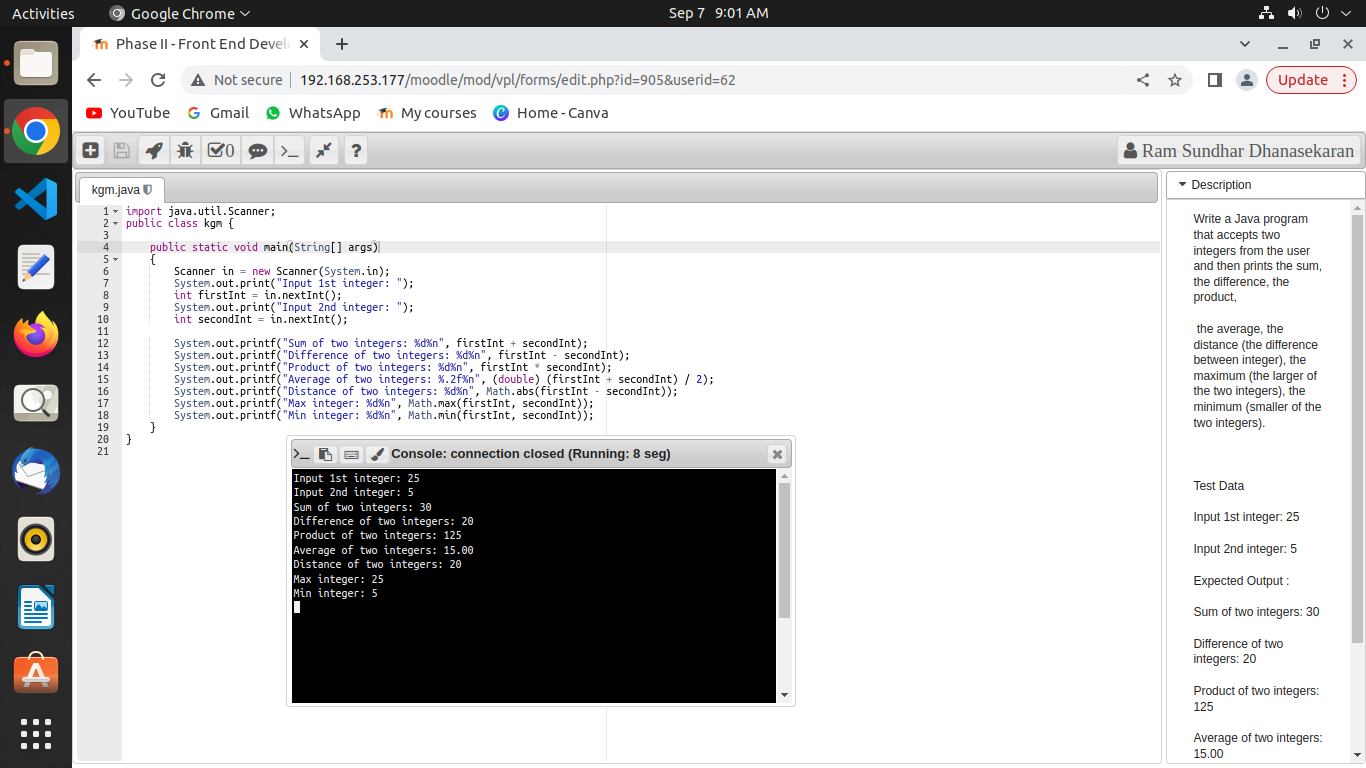 Activities
Google Chrome
Sep 7 9:01 AM
Phase II - Front End Devel
Not secure
192.168.253.177/moodle/mod/vpl/forms/edit.php?id=905&userid=62
Update
YouTube
Gmail
WhatsApp
My courses
Home - Canva
0
?
Ram Sundhar Dhanasekaran
kgm.java
1 import java.util.Scanner;
2 public class kgm {
3
4 public static void main(String[] args)
5 {
6 Scanner in = new Scanner(System.in);
7 System.out.print("Input 1st integer: ");
8 int firstInt = in.nextInt();
9 System.out.print("Input 2nd integer: ");
10 int secondInt = in.nextInt();
11
12 System.out.printf("Sum of two integers: %d%n", firstInt + secondInt);
13 System.out.printf("Difference of two integers: %d%n", firstInt - secondInt);
14 System.out.printf("Product of two integers: %d%n", firstInt * secondInt);
15 System.out.printf("Average of two integers: %.2f%n", (double) (firstInt + secondInt) / 2);
16 System.out.printf("Distance of two integers: %d%n", Math.abs(firstInt - secondInt));
17 System.out.printf("Max integer: %d%n", Math.max(firstInt, secondInt));
18 System.out.printf("Min integer: %d%n", Math.min(firstInt, secondInt));
19 }
20 }
21
Console: connection closed (Running: 8 seg)
Input 1st integer: 25
Input 2nd integer: 5
Sum of two integers: 30
Difference of two integers: 20
Product of two integers: 125
Average of two integers: 15.00
Distance of two integers: 20
Max integer: 25
Min integer: 5
Description
Write a Java program
that accepts two
integers from the user
and then prints the sum,
the difference, the
product,
the average, the
distance (the difference
between integer), the
maximum (the larger of
the two integers), the
minimum (smaller of the
two integers).
Test Data
Input 1st integer: 25
Input 2nd integer: 5
Expected Output :
Sum of two integers: 30
Difference of two
integers: 20
Product of two integers:
125
Average of two integers:
15.00